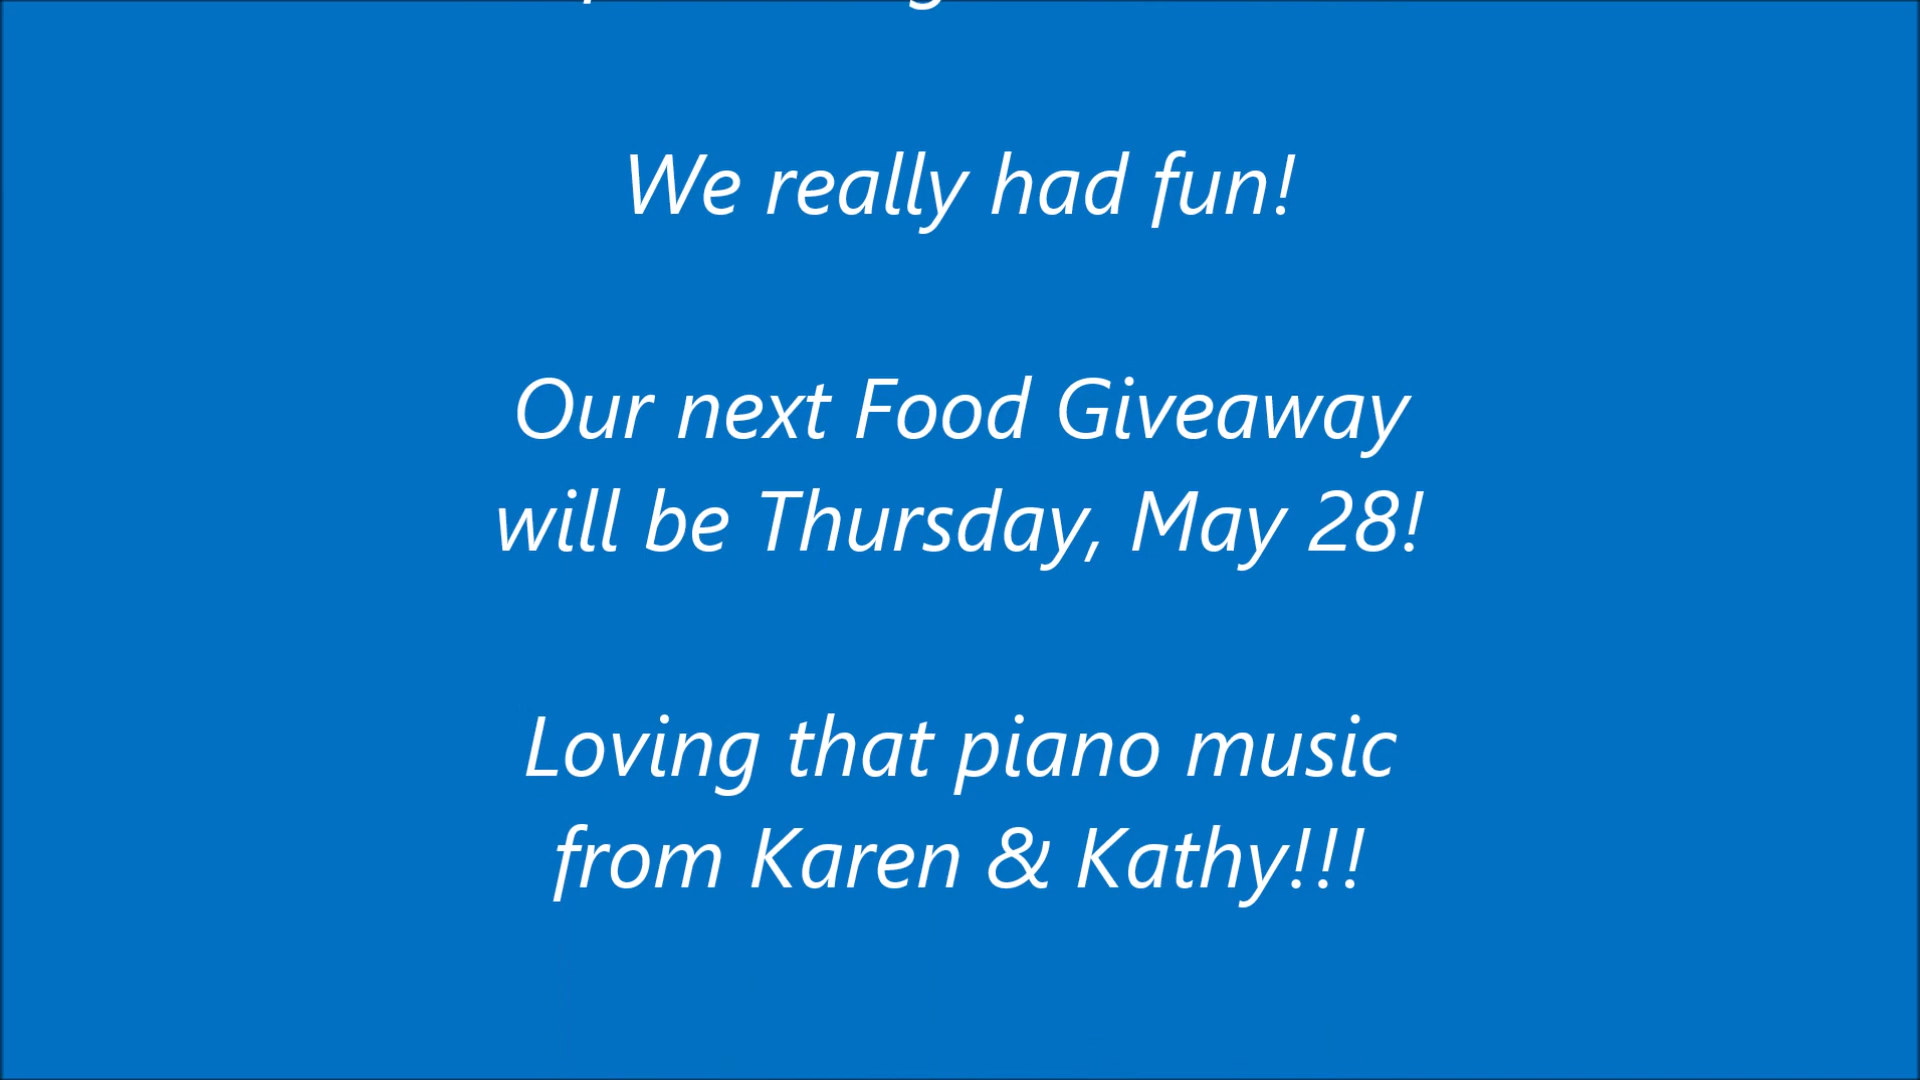 We really had fun!
Our next Food Giveaway
will be Thursday, May 28!
Loving that piano music
from Karen & Kathy!!!